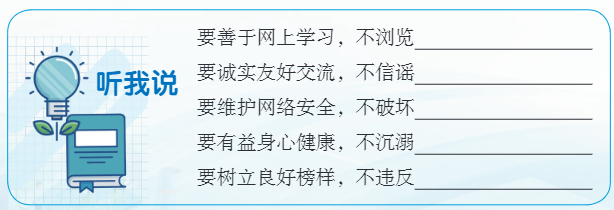 听我说
要善于网上学习，不浏览
要诚实友好交流，不信谣
要维护网络安全，不破坏
要有益身心健康，不沉溺
要树立良好榜样，不违反